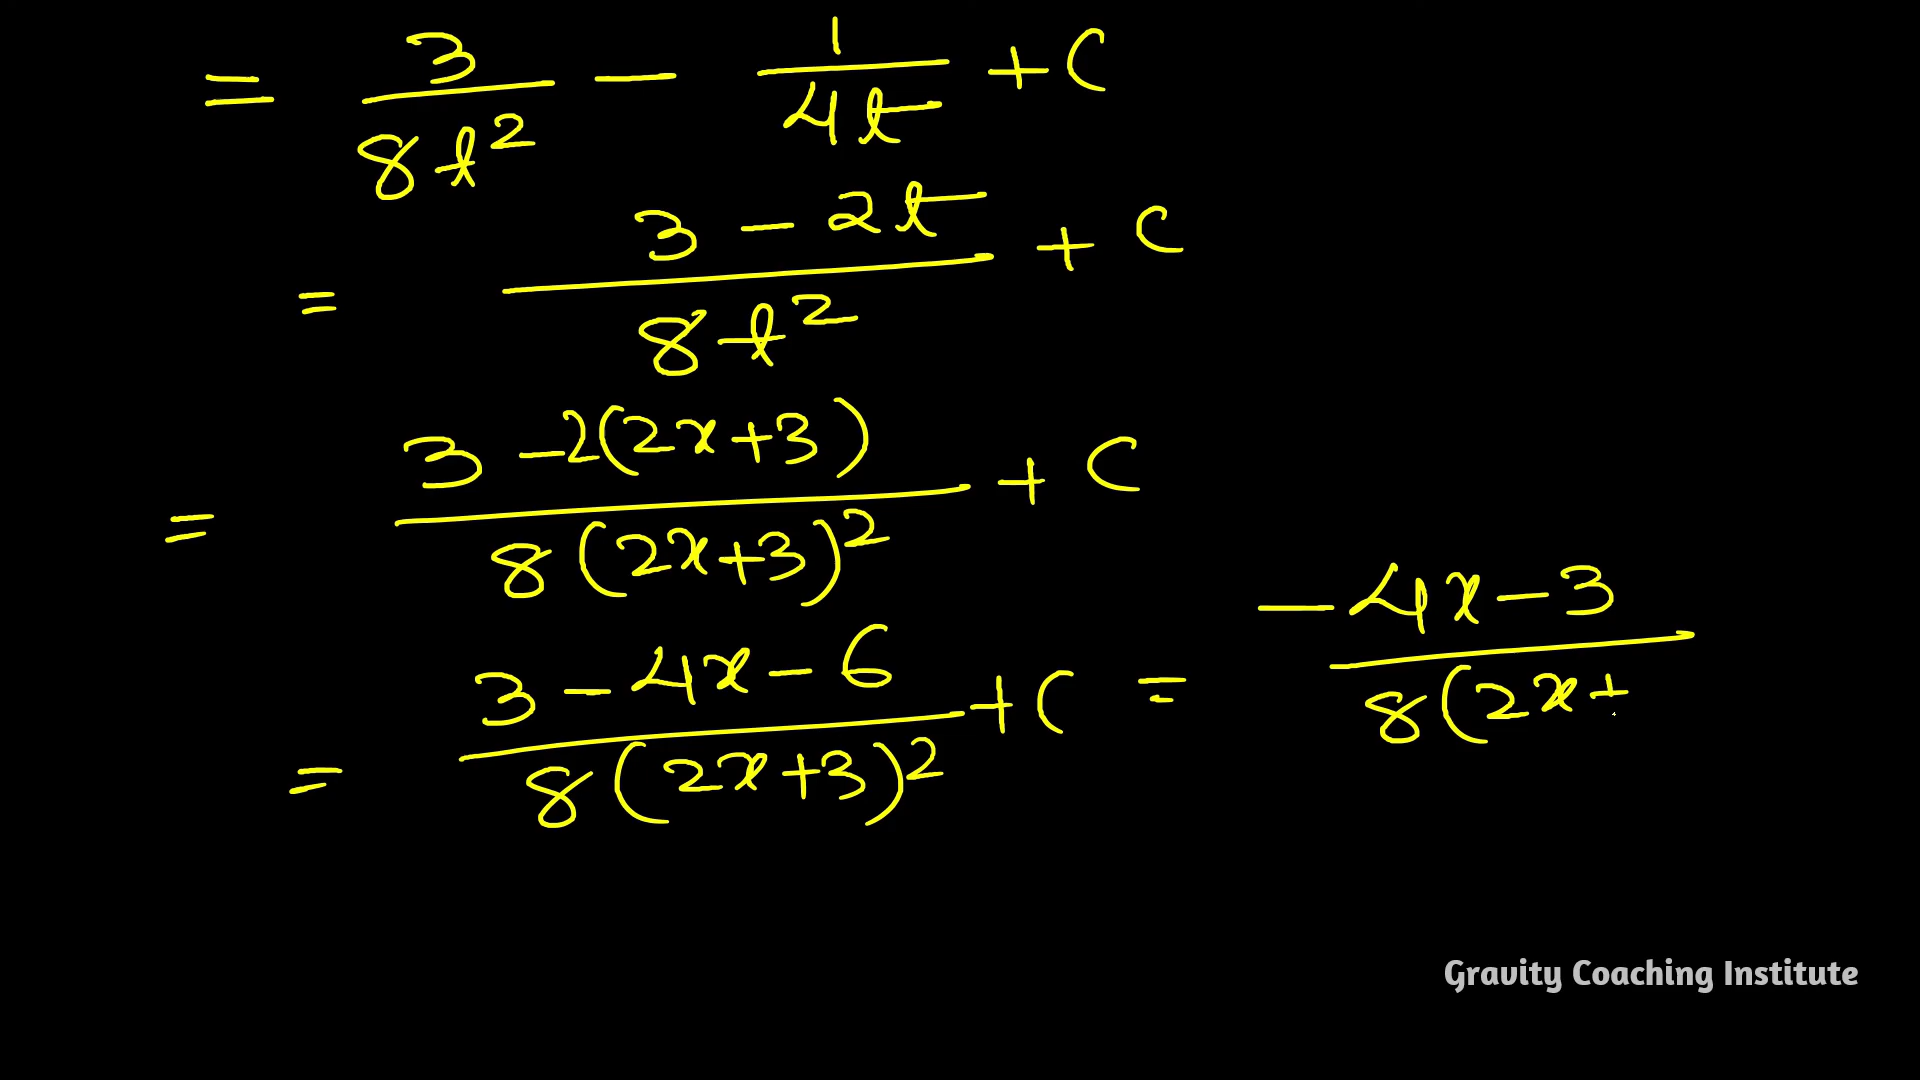 = 3/8t² - 1/4t + C
= 3 - 2t/8t² + C
= 3 - 2(2x+3)/8(2x+3)² + C
= 3 - 4x - 6/8(2x+3)² + C = - 4x - 3/8(2x+
Gravity Coaching Institute